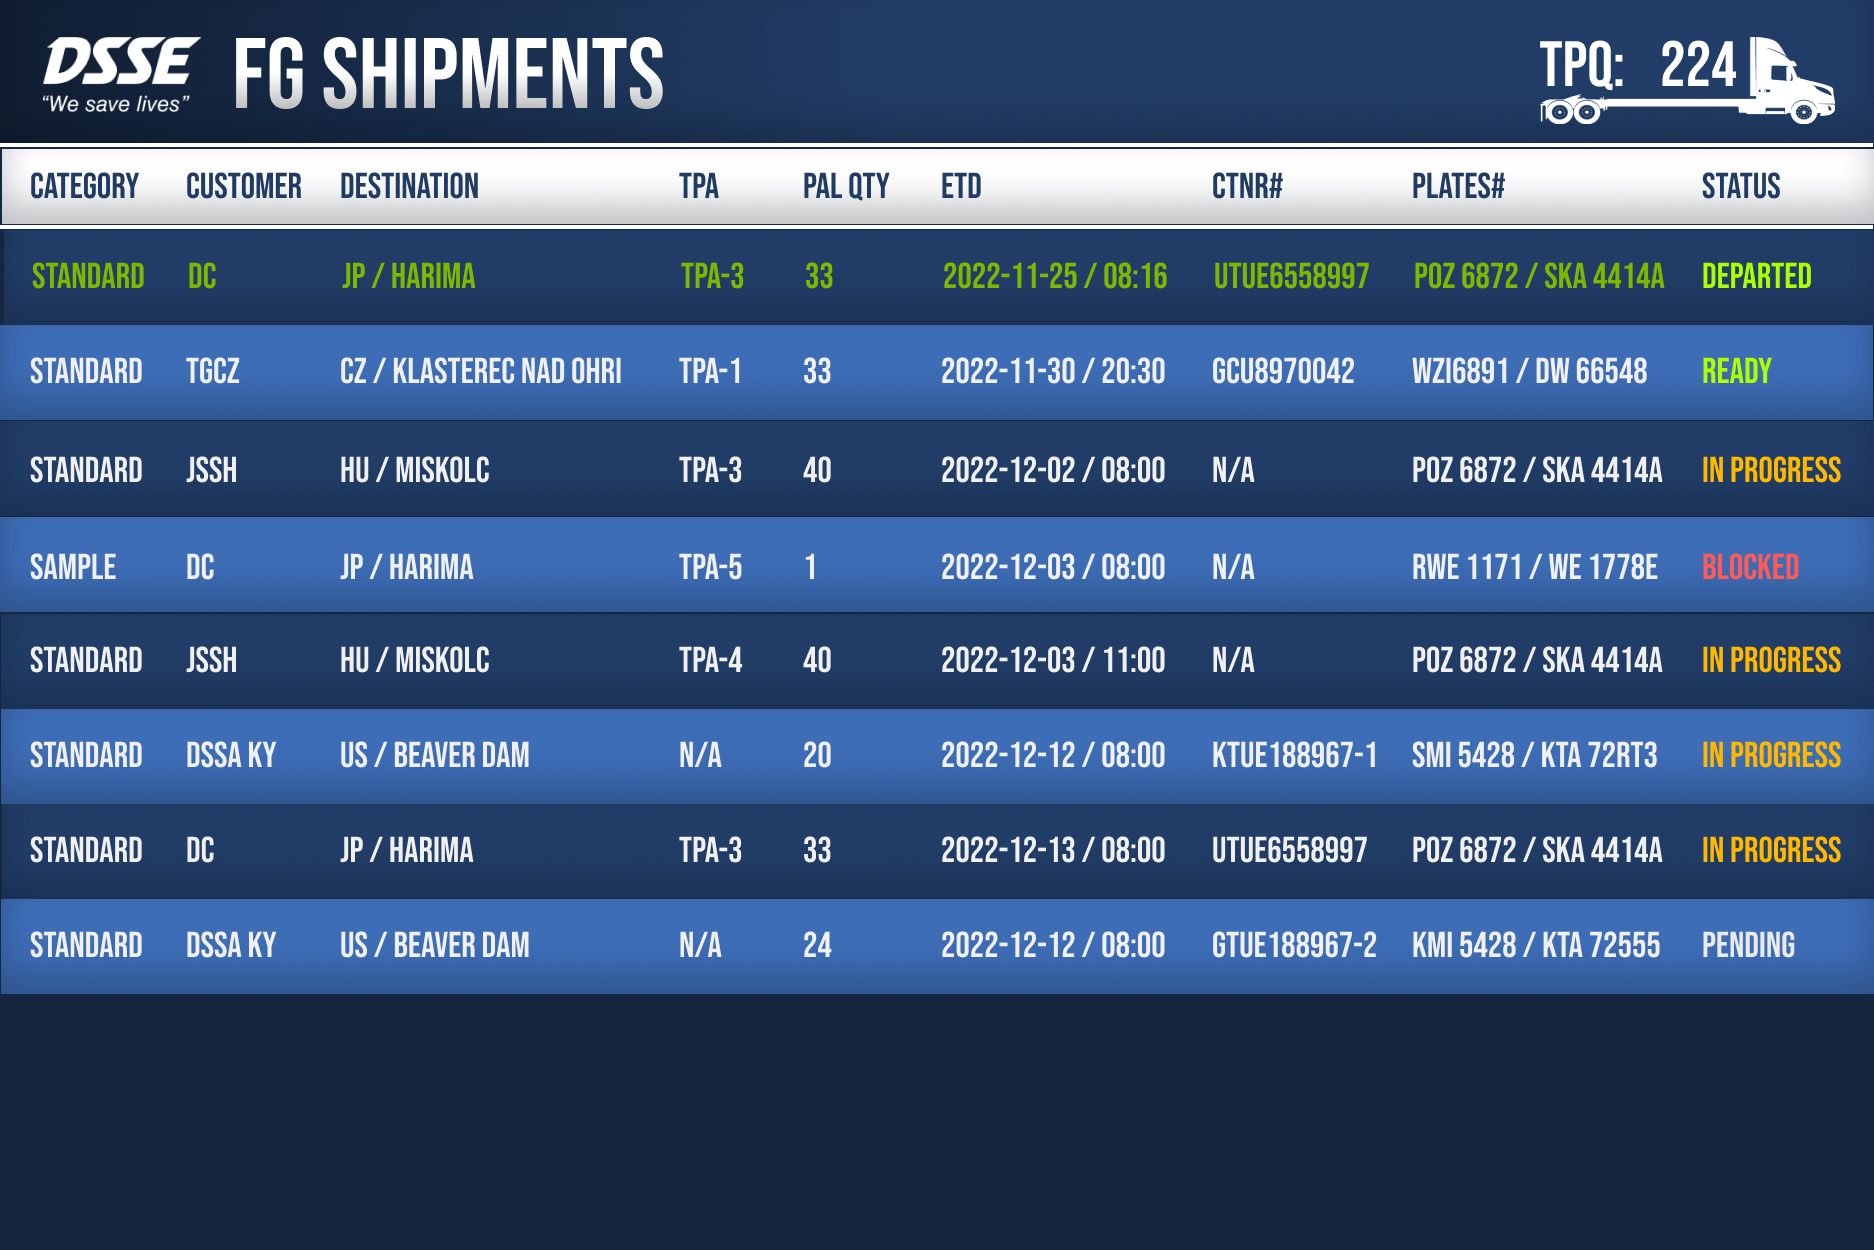 DSSE FG SHIPMENTS TPQ: 224
"We save lives"
CATEGORY CUSTOMER DESTINATION TPA PAL QTY ETD CTNR# PLATES# STATUS
STANDARD DC JP / HARIMA TPA-3 33 2022-11-25 / 08:16 UTUE6558997 POZ 6872 / SKA 4414A DEPARTED
STANDARD TGCZ CZ / KLASTEREC NAD OHRI TPA-1 33 2022-11-30 / 20:30 GCU8970042 WZI6891 / DW 66548 READY
STANDARD JSSH HU / MISKOLC TPA-3 40 2022-12-02 / 08:00 N/A POZ 6872 / SKA 4414A IN PROGRESS
SAMPLE DC JP / HARIMA TPA-5 1 2022-12-03 / 08:00 N/A RWE 1171 / WE 1778E BLOCKED
STANDARD JSSH HU / MISKOLC TPA-4 40 2022-12-03 / 11:00 N/A POZ 6872 / SKA 4414A IN PROGRESS
STANDARD DSSA KY US / BEAVER DAM N/A 20 2022-12-12 / 08:00 KTUE188967-1 SMI 5428 / KTA 72RT3 IN PROGRESS
STANDARD DC JP / HARIMA TPA-3 33 2022-12-13 / 08:00 UTUE6558997 POZ 6872 / SKA 4414A IN PROGRESS
STANDARD DSSA KY US / BEAVER DAM N/A 24 2022-12-12 / 08:00 GTUE188967-2 KMI 5428 / KTA 72555 PENDING